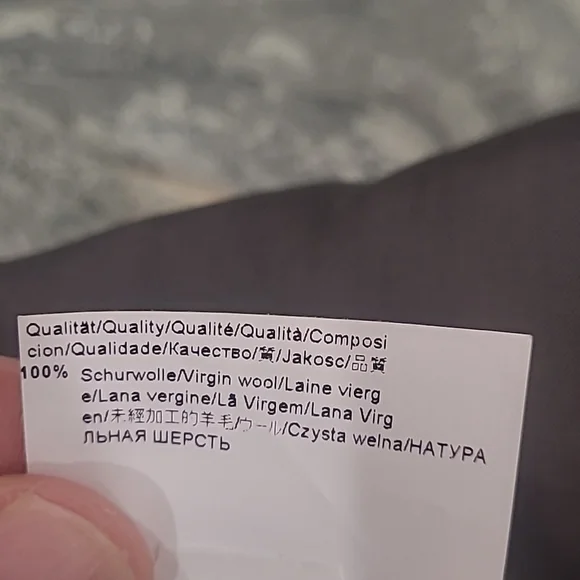 Qualität/Quality/Qualité/Qualità/Composi
cion/Qualidade/Качество/質/Jakosc/品質
100% Schurwolle/Virgin wool/Laine vierg
e/Lana vergine/Lã Virgem/Lana Virg
en/未經加工的羊毛/ウール/Czysta welna/НАТУРА
ЛЬНАЯ ШЕРСТЬ